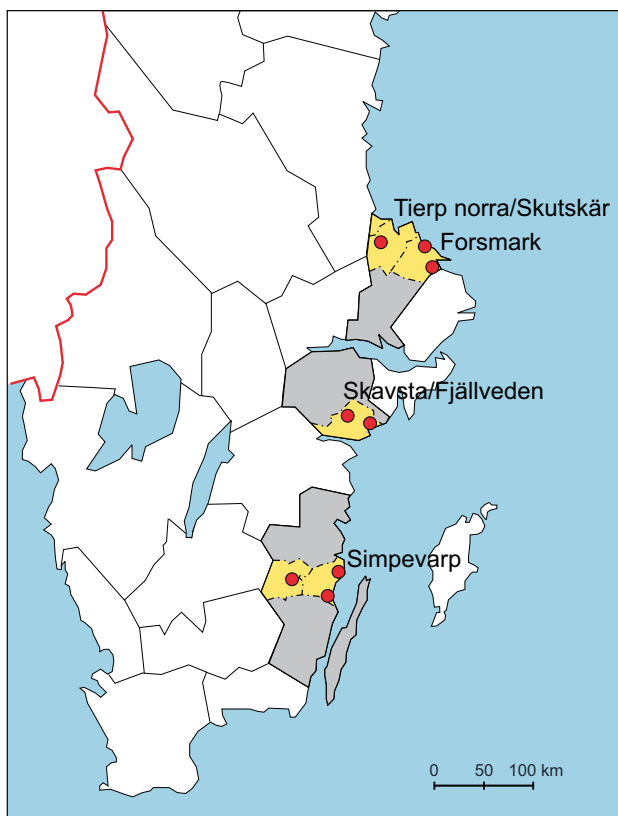 Tierp norra/Skutskär
Forsmark
Skavsta/Fjällveden
Simpevarp
0 50 100 km